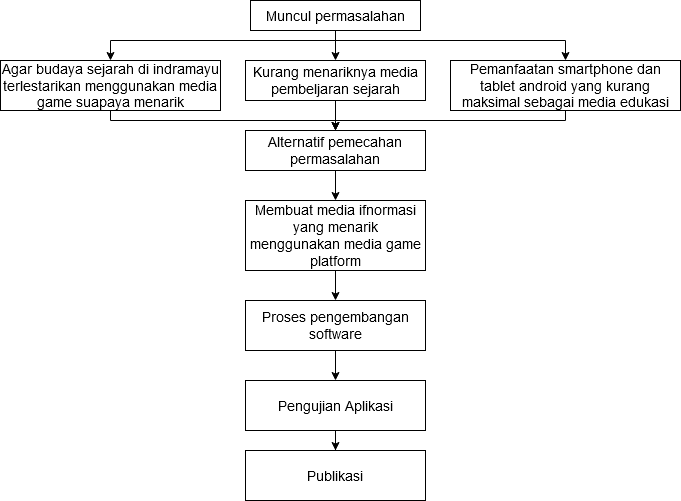 Muncul permasalahan
Agar budaya sejarah di indramayu
terlestarikan menggunakan media
game suapaya menarik
Kurang menariknya media
pembeljaran sejarah
Pemanfaatan smartphone dan
tablet android yang kurang
maksimal sebagai media edukasi
Alternatif pemecahan
permasalahan
Membuat media ifnormasi
yang menarik
menggunakan media game
platform
Proses pengembangan
software
Pengujian Aplikasi
Publikasi